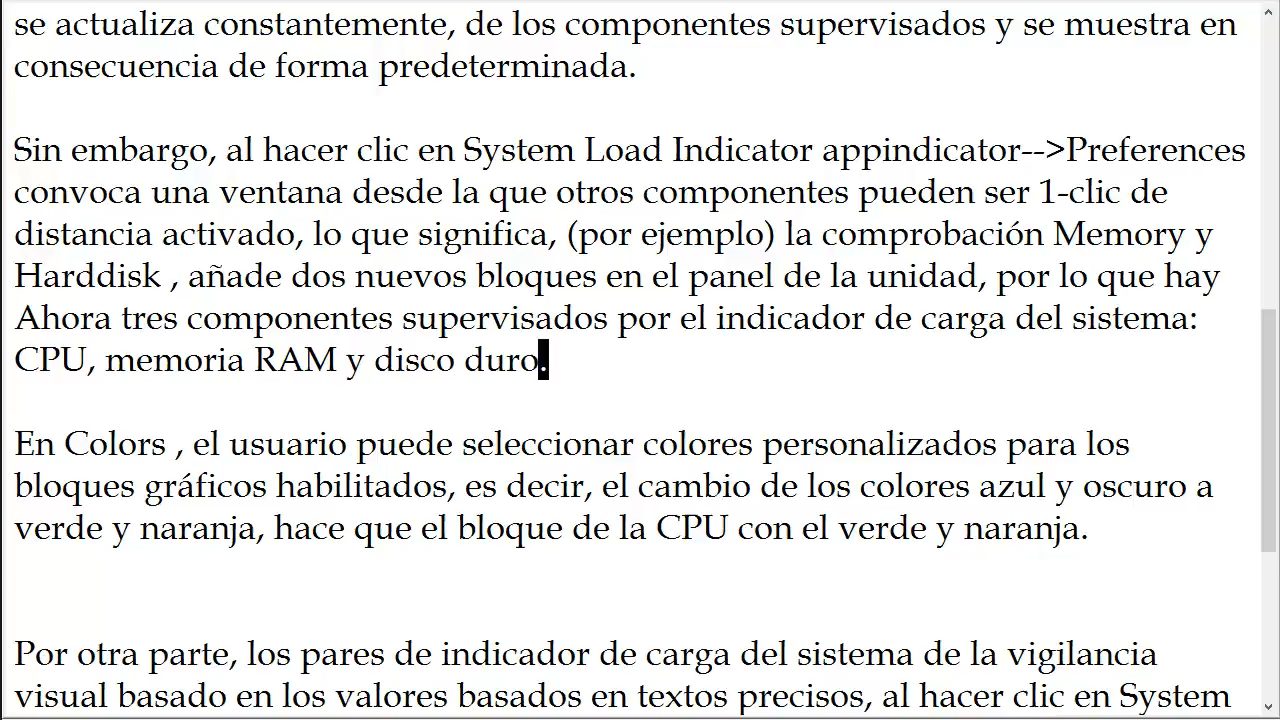 se actualiza constantemente, de los componentes supervisados y se muestra en
consecuencia de forma predeterminada.
Sin embargo, al hacer clic en System Load Indicator appindicator-->Preferences
convoca una ventana desde la que otros componentes pueden ser 1-clic de
distancia activado, lo que significa, (por ejemplo) la comprobación Memory y
Harddisk , añade dos nuevos bloques en el panel de la unidad, por lo que hay
Ahora tres componentes supervisados por el indicador de carga del sistema:
CPU, memoria RAM y disco duro.
En Colors , el usuario puede seleccionar colores personalizados para los
bloques gráficos habilitados, es decir, el cambio de los colores azul y oscuro a
verde y naranja, hace que el bloque de la CPU con el verde y naranja.
Por otra parte, los pares de indicador de carga del sistema de la vigilancia
visual basado en los valores basados en textos precisos, al hacer clic en System